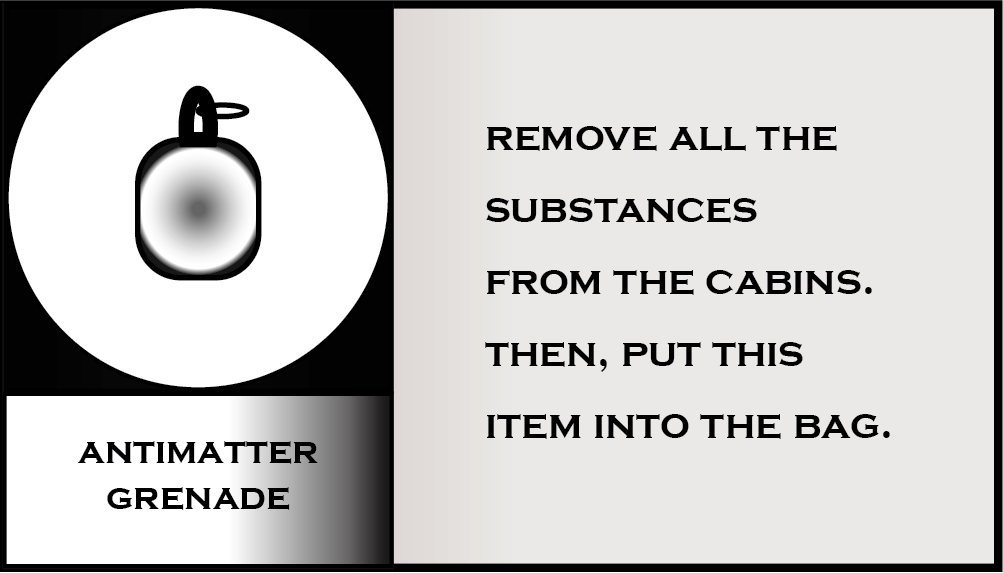 REMOVE ALL THE
SUBSTANCES
FROM THE CABINS.
THEN, PUT THIS
ITEM INTO THE BAG.
ANTIMATTER
GRENADE